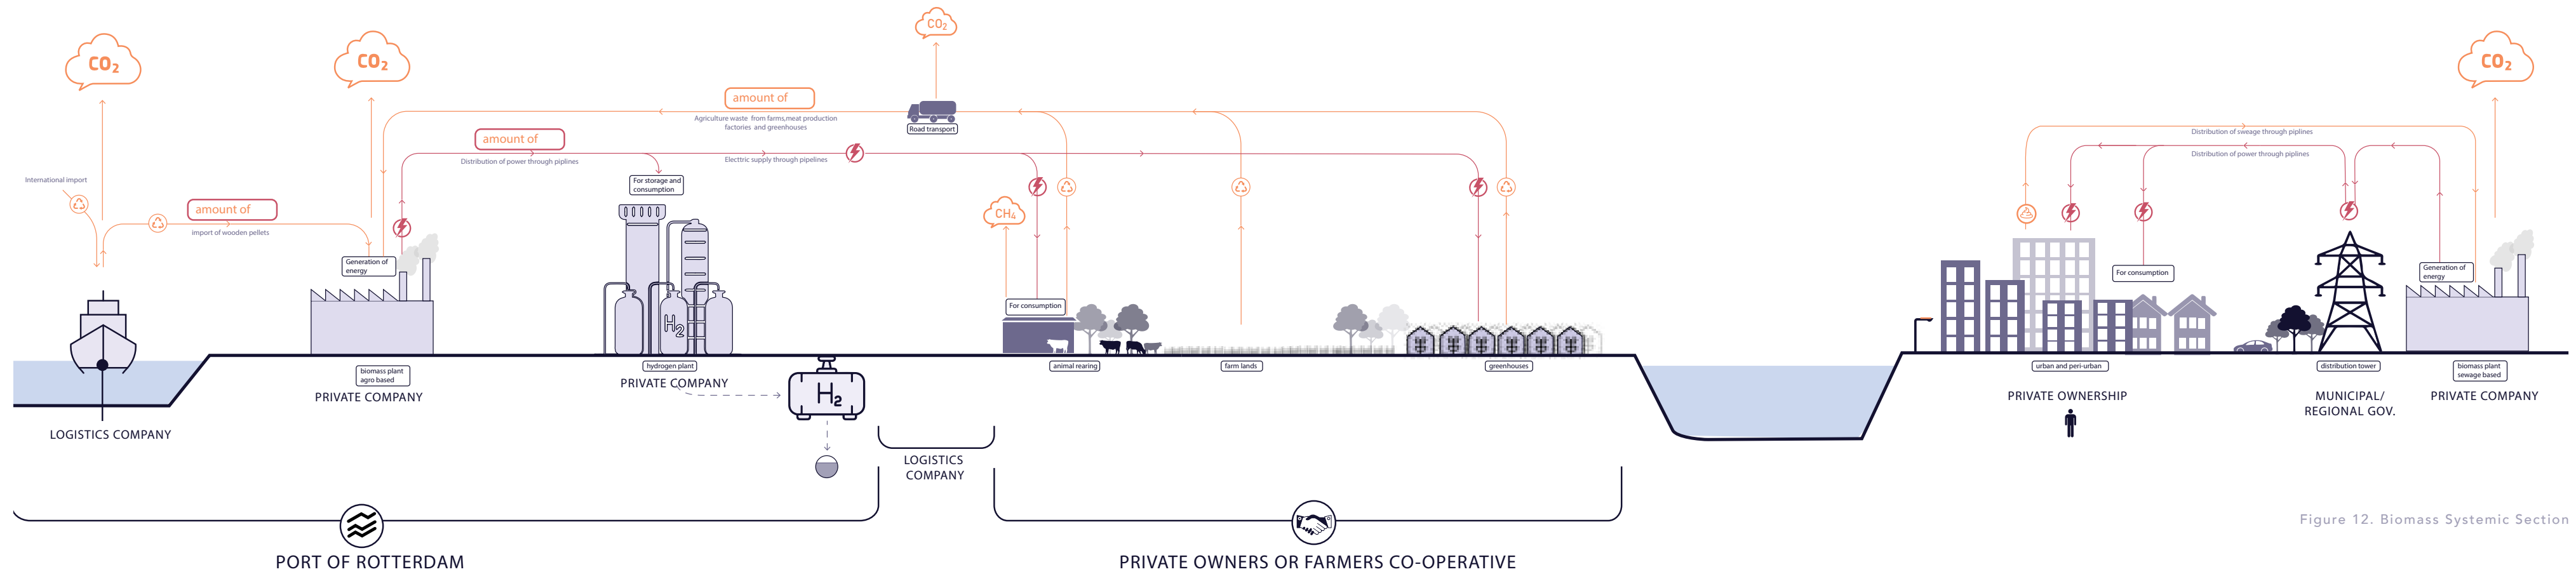 CO2
CO2
CO2
CO2
amount of
Agriculture waste from farms,meat production
factories and greenhouses
Road transport
amount of
Distribution of power through piplines
Electtric supply through pipelines
Distribution of sweage through piplines
Distribution of power through piplines
International import
For storage and
consumption
amount of
import of wooden pellets
CH4
Generation of
energy
For consumption
For consumption
Generation of
energy
H2
biomass plant
agro based
hydrogen plant
animal rearing
farm lands
greenhouses
urban and peri-urban
distribution tower
biomass plant
sewage based
PRIVATE COMPANY
PRIVATE COMPANY
H2
PRIVATE OWNERSHIP
MUNICIPAL/
REGIONAL GOV.
PRIVATE COMPANY
LOGISTICS COMPANY
LOGISTICS
COMPANY
Figure 12. Biomass Systemic Section
PORT OF ROTTERDAM
PRIVATE OWNERS OR FARMERS CO-OPERATIVE